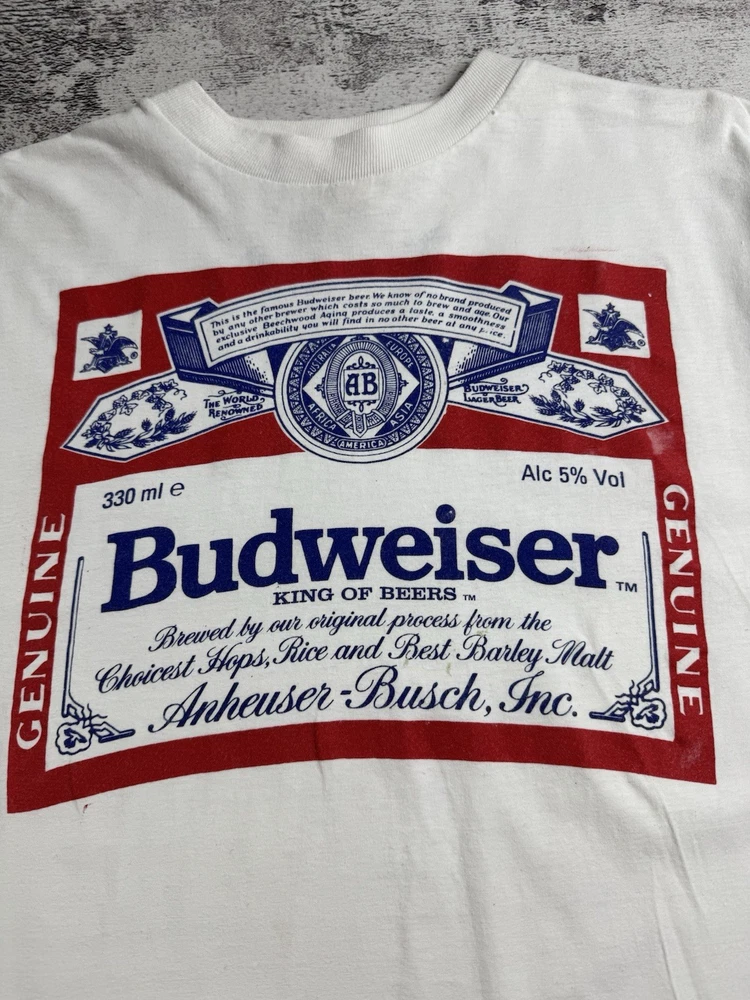 This is the famous Budweiser beer. We know of no brand produced
by any other brewer which costs so much to brew and age. Our
exclusive Beechwood Aging produces a taste, a smoothness
and a drinkability you will find in no other beer at any price.
AUSTRALIA
EUROPE
AB
AFRICA
ASIA
AMERICA
THE WORLD
RENOWNED
BUDWEISER
LAGER BEER
330 ml e
Alc 5% Vol
GENUINE
GENUINE
Budweiser
TM
KING OF BEERS TM
Brewed by our original process from the
Choicest Hops, Rice and Best Barley Malt
Anheuser-Busch, Inc.